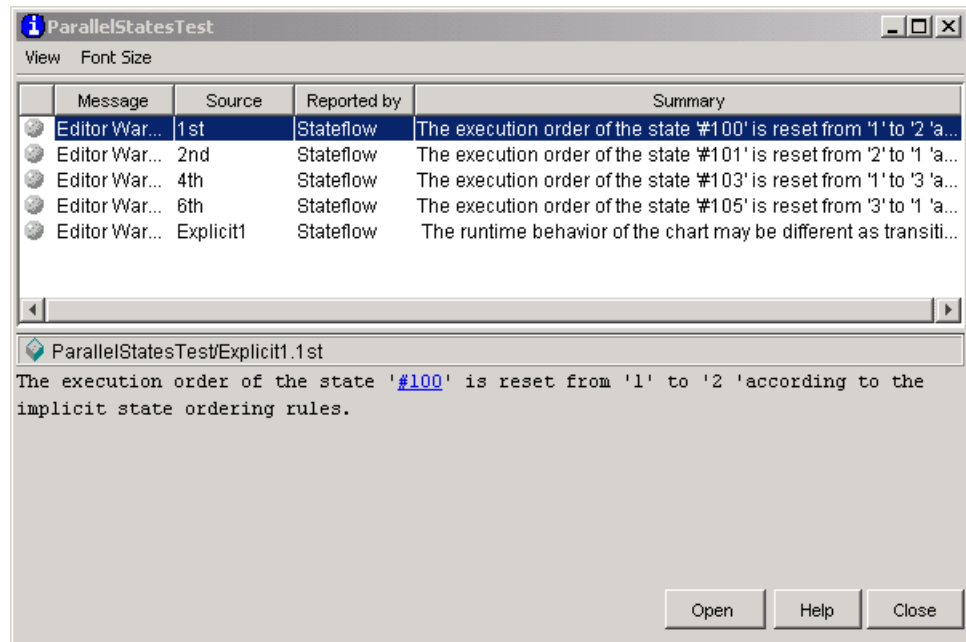 ParallelStatesTest
View Font Size
Message Source Reported by Summary
Editor War... 1st Stateflow The execution order of the state '#100' is reset from '1' to '2 'a...
Editor War... 2nd Stateflow The execution order of the state '#101' is reset from '2' to '1 'a...
Editor War... 4th Stateflow The execution order of the state '#103' is reset from '1' to '3 'a...
Editor War... 6th Stateflow The execution order of the state '#105' is reset from '3' to '1 'a...
Editor War... Explicit1 Stateflow The runtime behavior of the chart may be different as transiti...
ParallelStatesTest/Explicit1.1st
The execution order of the state '#100' is reset from '1' to '2 'according to the
implicit state ordering rules.
Open Help Close